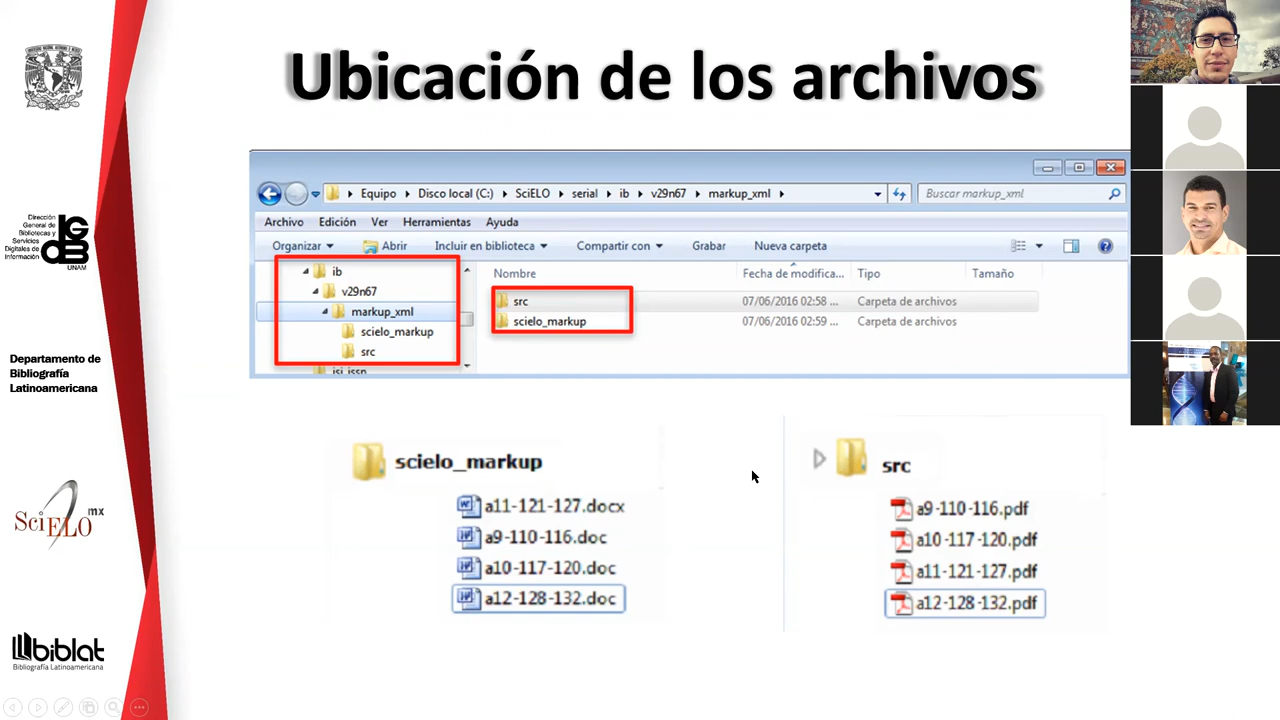 Ubicación de los archivos
Equipo Disco local (C:) SciELO serial ib v29n67 markup_xml
Buscar markup_xml
Archivo Edición Ver Herramientas Ayuda
Organizar Abrir Incluir en biblioteca Compartir con Grabar Nueva carpeta
ib
v29n67
markup_xml
scielo_markup
src
isi_issn
Nombre Fecha de modifica... Tipo Tamaño
src 07/06/2016 02:58 ... Carpeta de archivos
scielo_markup 07/06/2016 02:59 ... Carpeta de archivos
Dirección
General de
Bibliotecas y
Servicios
Digitales de
Información
DGB
UNAM
Departamento de
Bibliografía
Latinoamericana
SciELO mx
biblat
Bibliografía Latinoamericana
scielo_markup
a11-121-127.docx
a9-110-116.doc
a10-117-120.doc
a12-128-132.doc
src
a9-110-116.pdf
a10-117-120.pdf
a11-121-127.pdf
a12-128-132.pdf